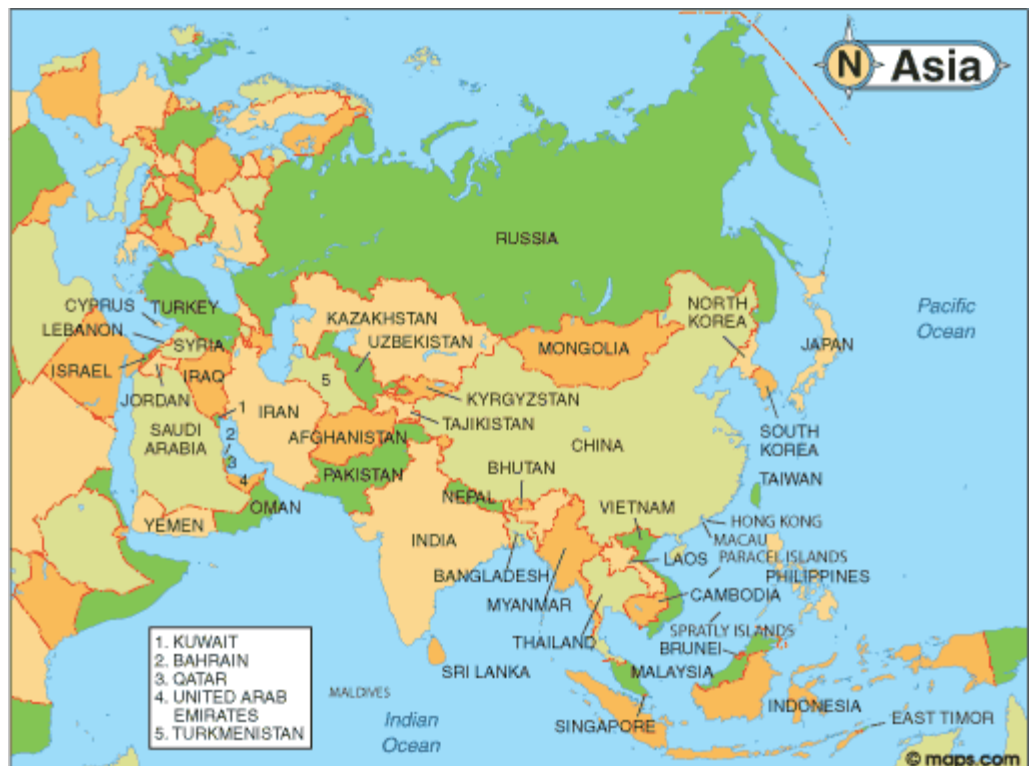 N Asia
RUSSIA
CYPRUS
TURKEY
LEBANON
SYRIA
ISRAEL
IRAQ
JORDAN
SAUDI
ARABIA
1
2
3
4
IRAN
YEMEN
OMAN
KAZAKHSTAN
UZBEKISTAN
5
KYRGYZSTAN
TAJIKISTAN
AFGHANISTAN
PAKISTAN
MONGOLIA
NORTH
KOREA
JAPAN
SOUTH
KOREA
Pacific
Ocean
CHINA
BHUTAN
NEPAL
INDIA
BANGLADESH
MYANMAR
THAILAND
VIETNAM
LAOS
CAMBODIA
TAIWAN
HONG KONG
MACAU
PARACEL ISLANDS
PHILIPPINES
SPRATLY ISLANDS
BRUNEI
MALAYSIA
SRI LANKA
MALDIVES
SINGAPORE
INDONESIA
EAST TIMOR
Indian
Ocean
1. KUWAIT
2. BAHRAIN
3. QATAR
4. UNITED ARAB
EMIRATES
5. TURKMENISTAN
© maps.com